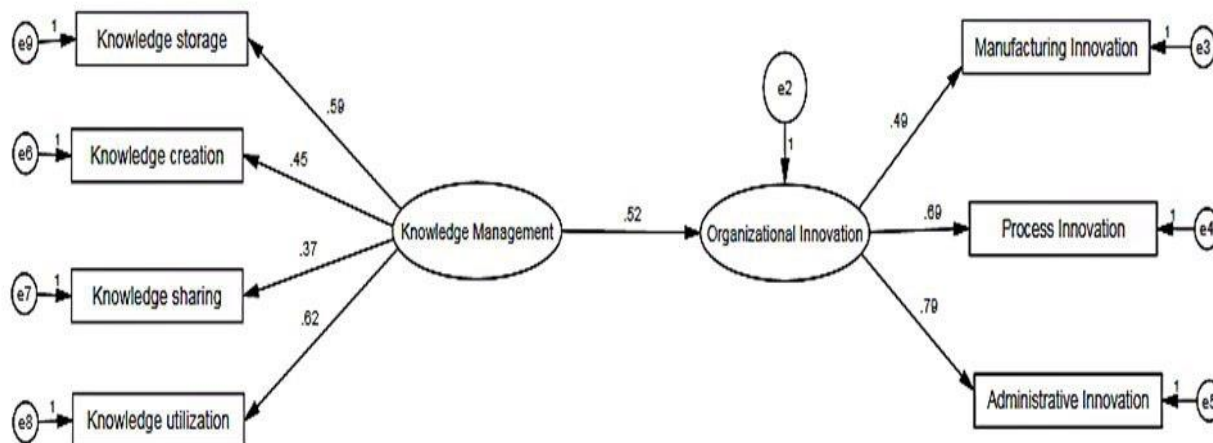 e9
1
Knowledge storage
.59
e6
1
Knowledge creation
.45
e7
1
Knowledge sharing
.37
e8
1
Knowledge utilization
.62
Knowledge Management
.52
e2
1
Organizational Innovation
.49
Manufacturing Innovation
1
e3
.69
Process Innovation
1
e4
.79
Administrative Innovation
1
e5